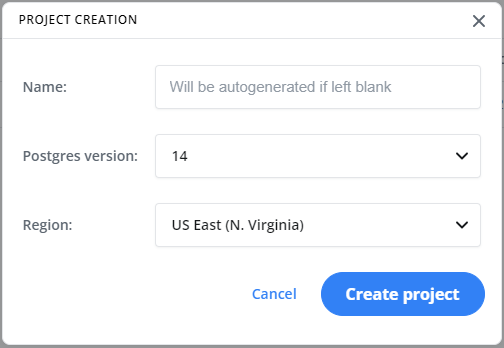 PROJECT CREATION
Name: Will be autogenerated if left blank
Postgres version: 14
Region: US East (N. Virginia)
Cancel Create project